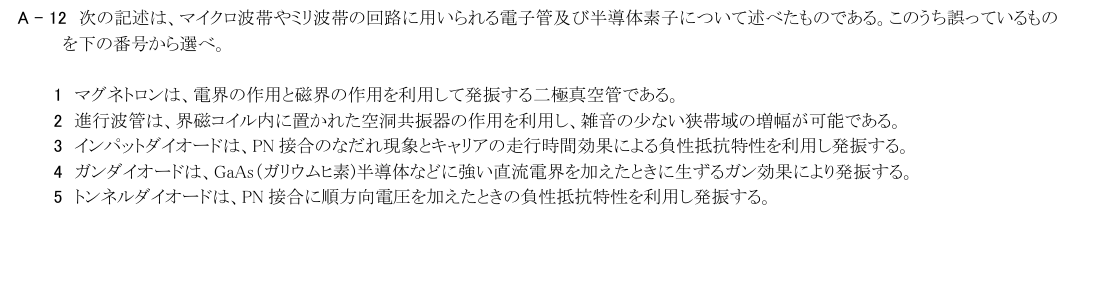 A－12 次の記述は、マイクロ波帯やミリ波帯の回路に用いられる電子管及び半導体素子について述べたものである。このうち誤っているもの
を下の番号から選べ。
1 マグネトロンは、電界の作用と磁界の作用を利用して発振する二極真空管である。
2 進行波管は、界磁コイル内に置かれた空洞共振器の作用を利用し、雑音の少ない狭帯域の増幅が可能である。
3 インパットダイオードは、PN 接合のなだれ現象とキャリアの走行時間効果による負性抵抗特性を利用し発振する。
4 ガンダイオードは、GaAs（ガリウムヒ素）半導体などに強い直流電界を加えたときに生ずるガン効果により発振する。
5 トンネルダイオードは、PN 接合に順方向電圧を加えたときの負性抵抗特性を利用し発振する。